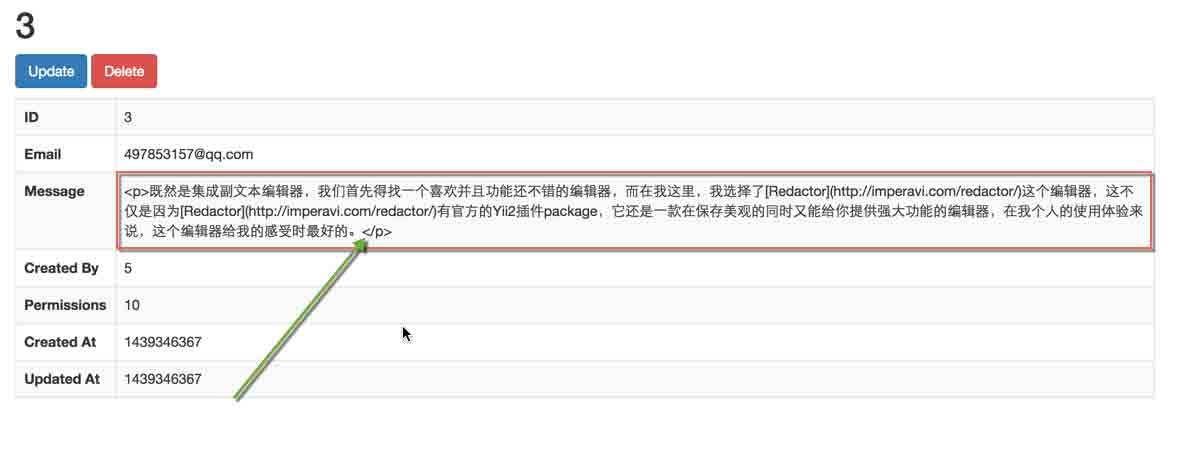 3
Update Delete
ID 3
Email 497853157@qq.com
Message <p>既然是集成副文本编辑器，我们首先得找一个喜欢并且功能还不错的编辑器，而在我这里，我选择了[Redactor](http://imperavi.com/redactor/)这个编辑器，这不
仅是因为[Redactor](http://imperavi.com/redactor/)有官方的Yii2插件package，它还是一款在保存美观的同时又能给你提供强大功能的编辑器，在我个人的使用体验来
说，这个编辑器给我的感受时最好的。</p>
Created By 5
Permissions 10
Created At 1439346367
Updated At 1439346367